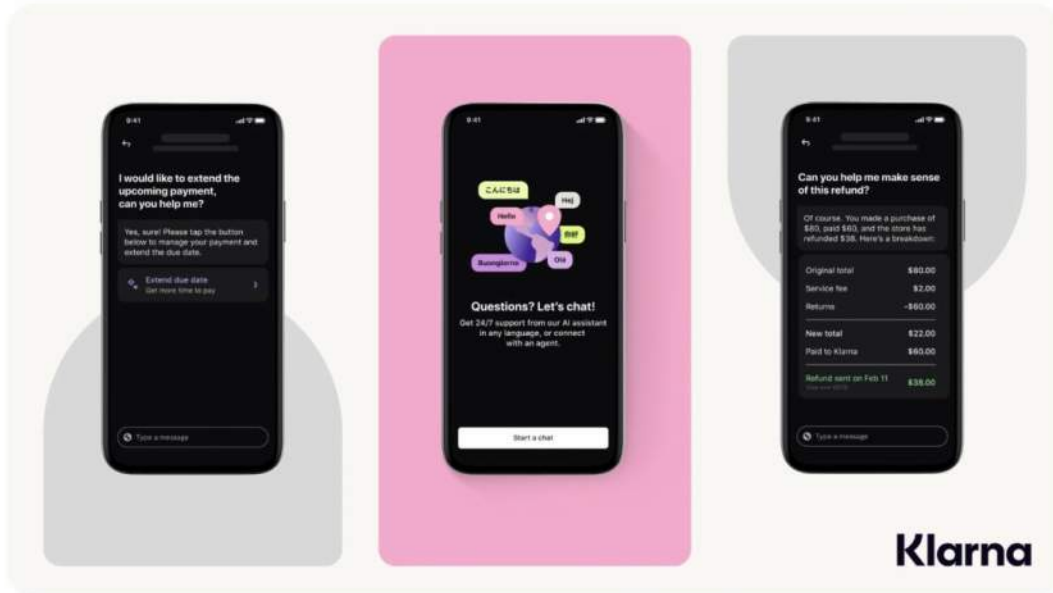 9:41
I would like to extend the
upcoming payment,
can you help me?
Yes, sure! Please tap the button
below to manage your payment and
extend the due date.
Extend due date
Get more time to pay
Type a message
9:41
こんにちは
Hej
Hello
你好
Olá
Buongiorno
Questions? Let's chat!
Get 24/7 support from our AI assistant
in any language, or connect
with an agent.
Start a chat
9:41
Can you help me make sense
of this refund?
Of course. You made a purchase of
$80, paid $60, and the store has
refunded $38. Here's a breakdown:
Original total $80.00
Service fee $2.00
Returns -$60.00
New total $22.00
Paid to Klarna $60.00
Refund sent on Feb 11 $38.00
Type a message
Klarna